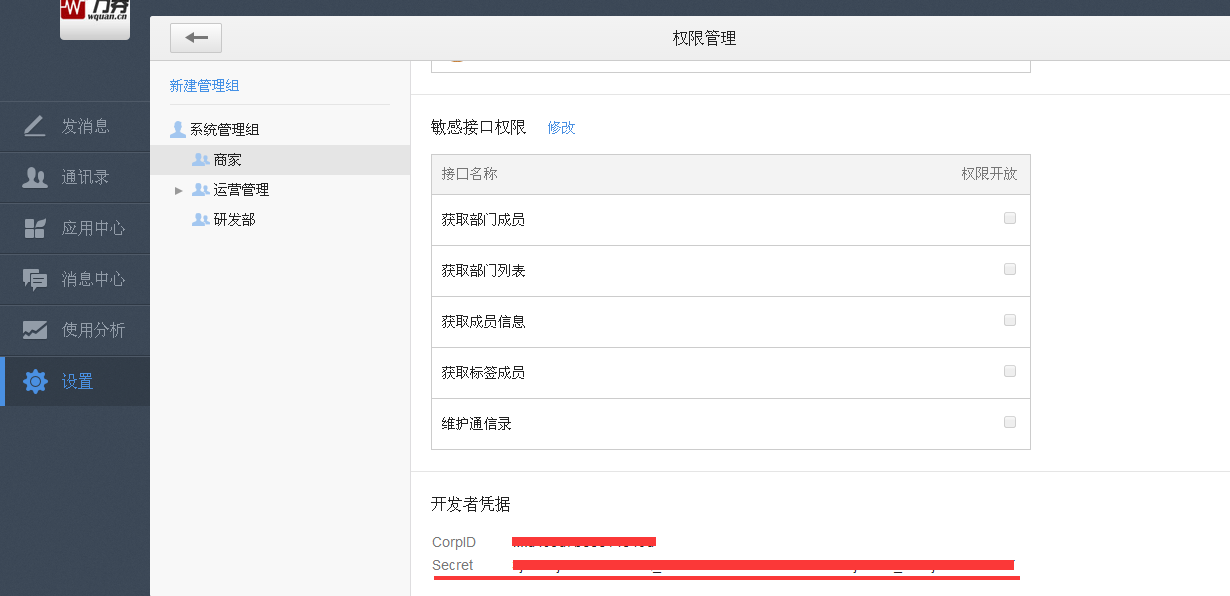 wquan.cn
权限管理
新建管理组
系统管理组
商家
运营管理
研发部
发消息
通讯录
应用中心
消息中心
使用分析
设置
敏感接口权限 修改
接口名称 权限开放
获取部门成员
获取部门列表
获取成员信息
获取标签成员
维护通信录
开发者凭据
CorpID
Secret